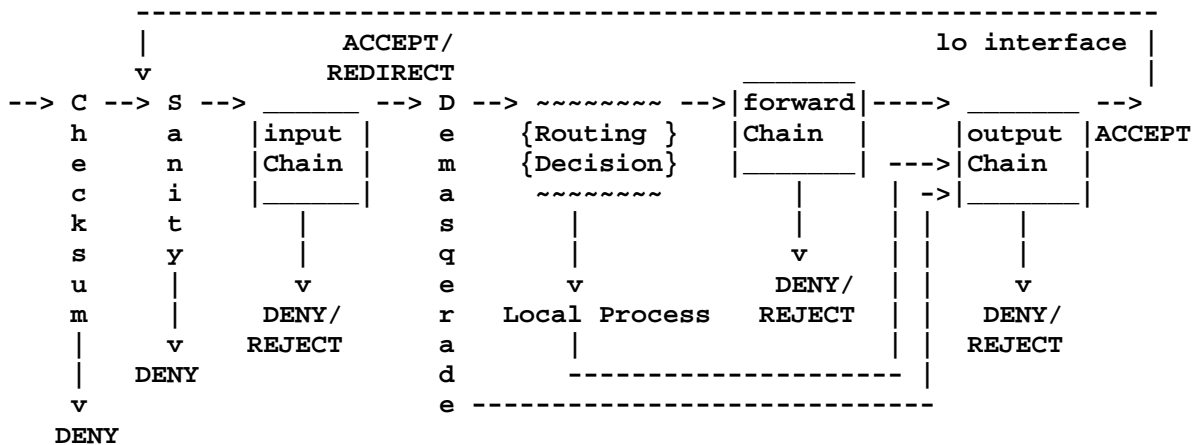 ----------------------------------------------------------------
        |            ACCEPT/                              lo interface |
        v           REDIRECT                  _______                  |
--> C --> S --> ______ --> D --> ~~~~~~~~ -->|forward|----> _______ -->
    h     a    |input |    e    {Routing }   |Chain  |     |output |ACCEPT
    e     n    |Chain |    m    {Decision}   |_______| --->|Chain  |
    c     i    |______|    a     ~~~~~~~~        |     | ->|_______|
    k     t       |        s        |            |     | |     |
    s     y       |        q        |            v     | |     |
    u     |       v        e        v          DENY/   | |     v
    m     |     DENY/      r   Local Process  REJECT   | |   DENY/
    |     v    REJECT      a        |                  | |  REJECT
    |   DENY               d        --------------------- |
    v                      e -----------------------------
   DENY